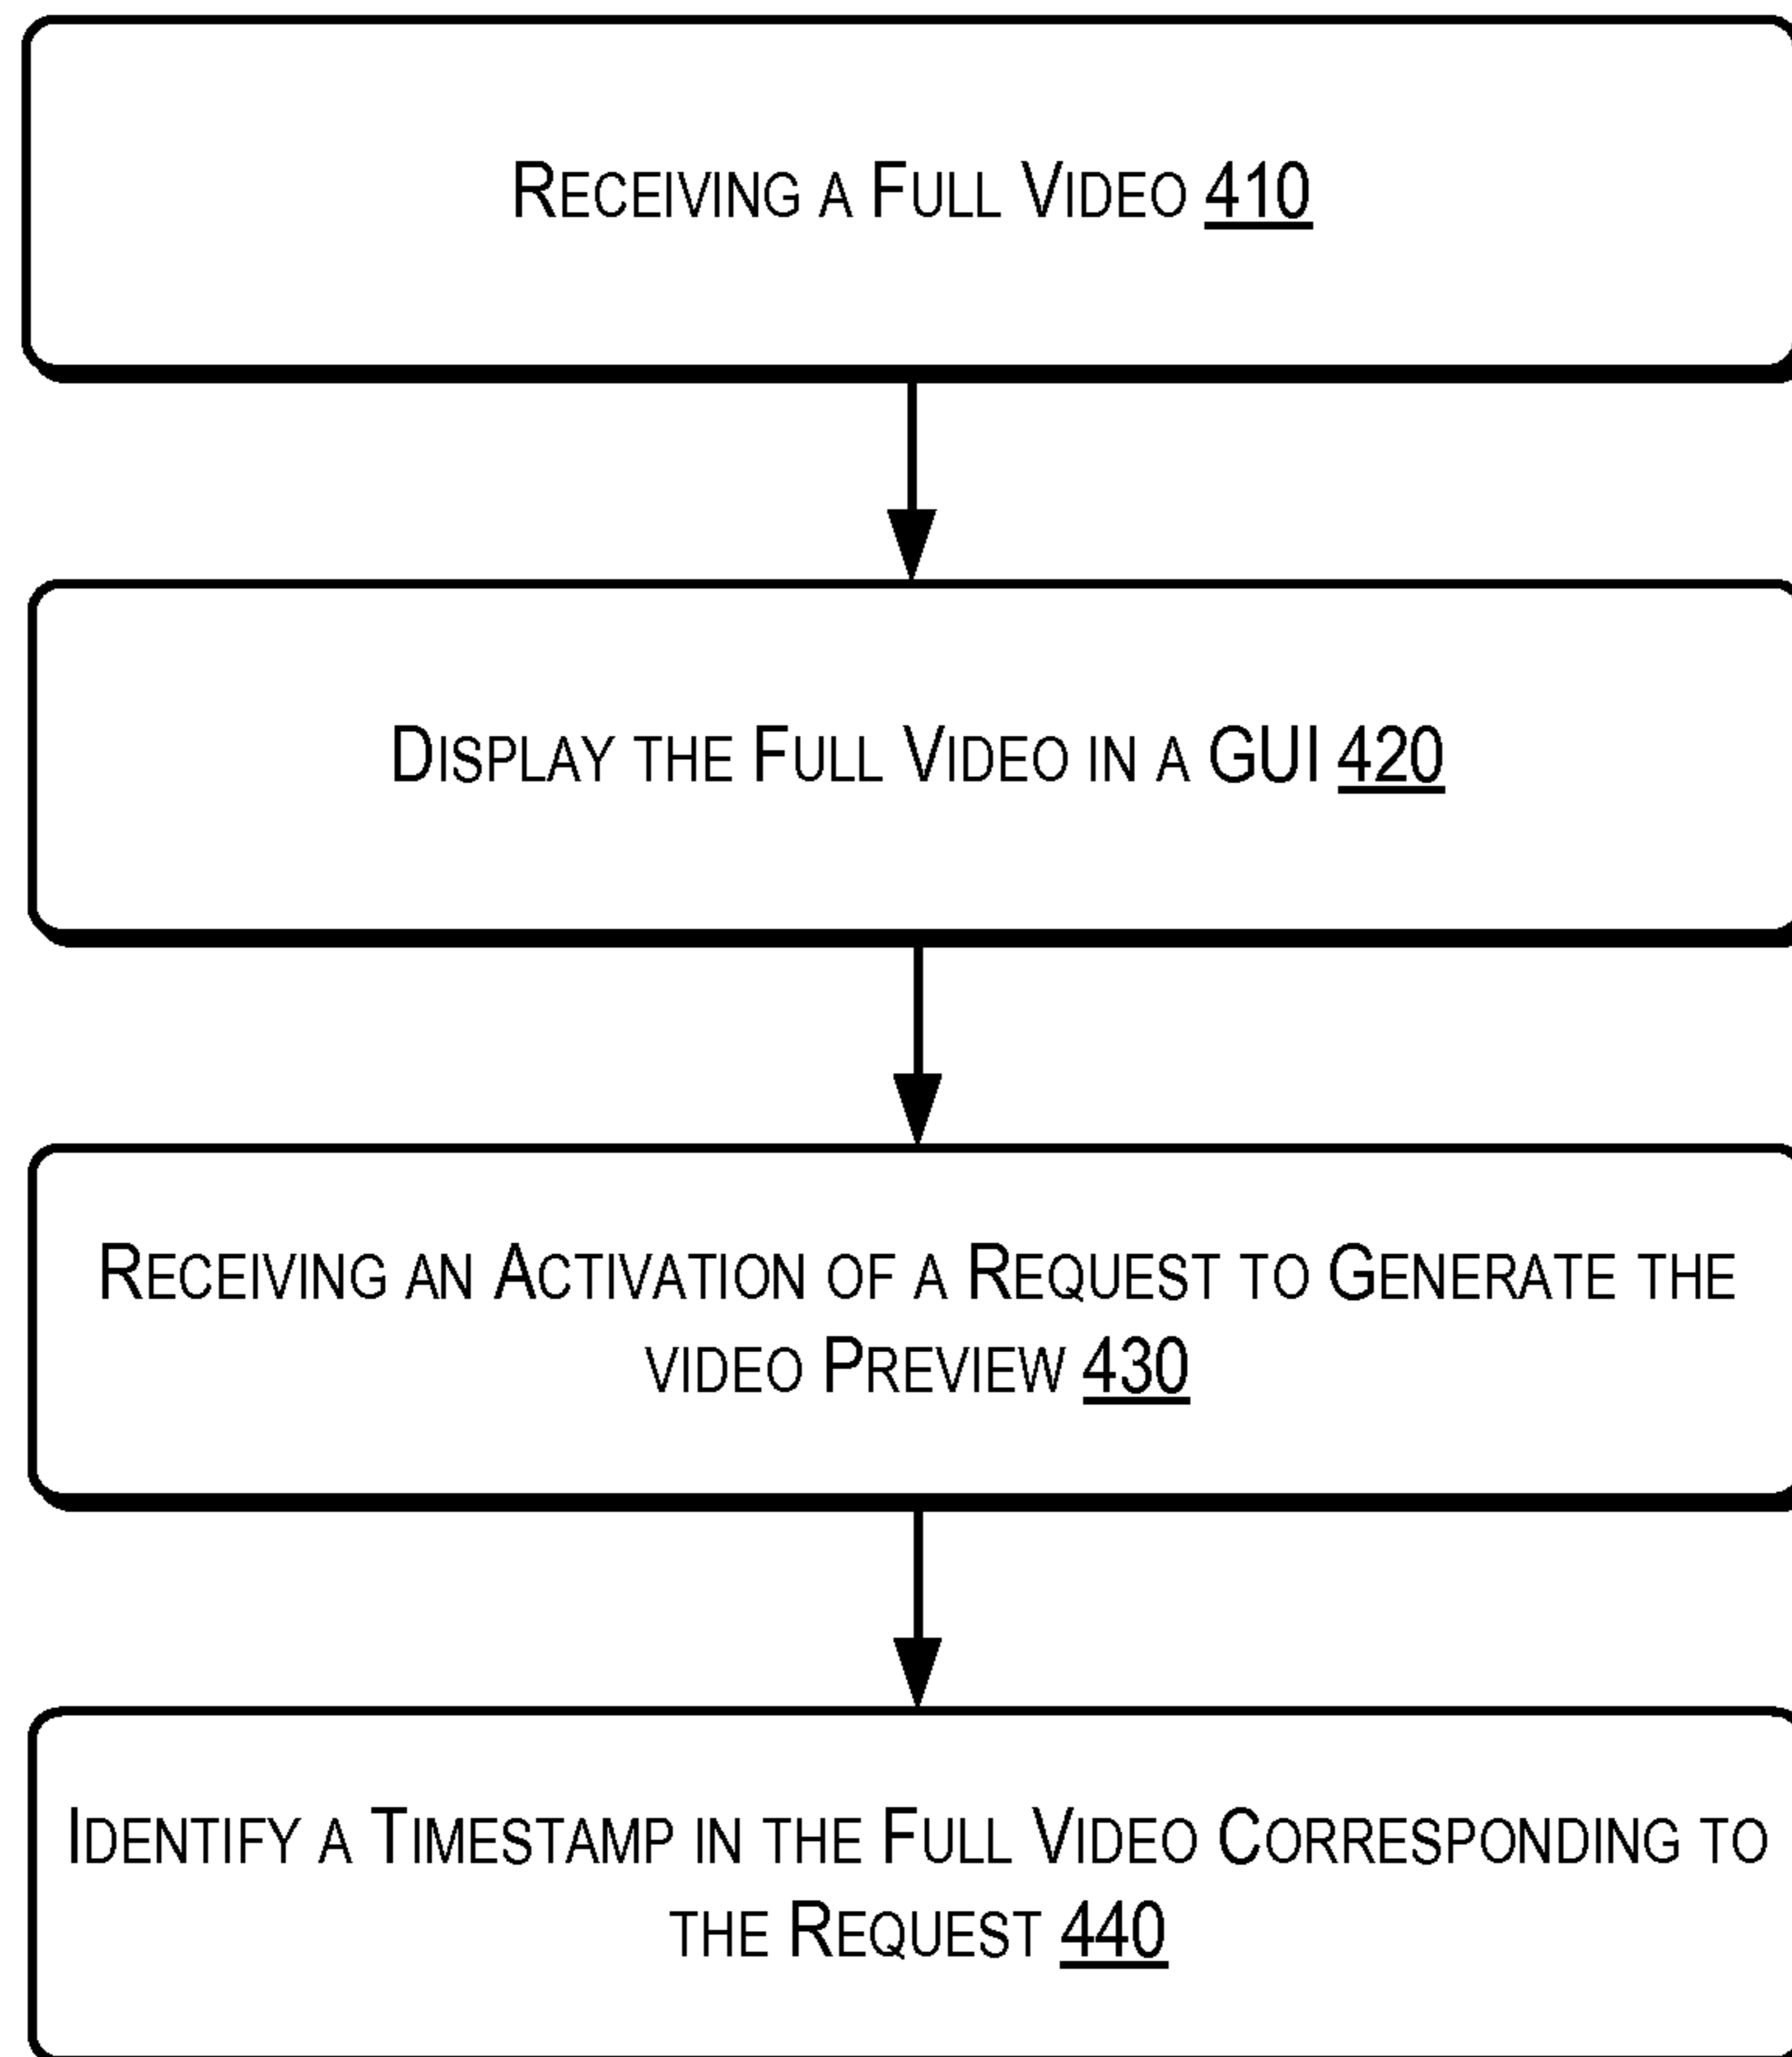 Receiving a Full Video 410
Display the Full Video in a GUI 420
Receiving an Activation of a Request to Generate the
video Preview 430
Identify a Timestamp in the Full Video Corresponding to
the Request 440